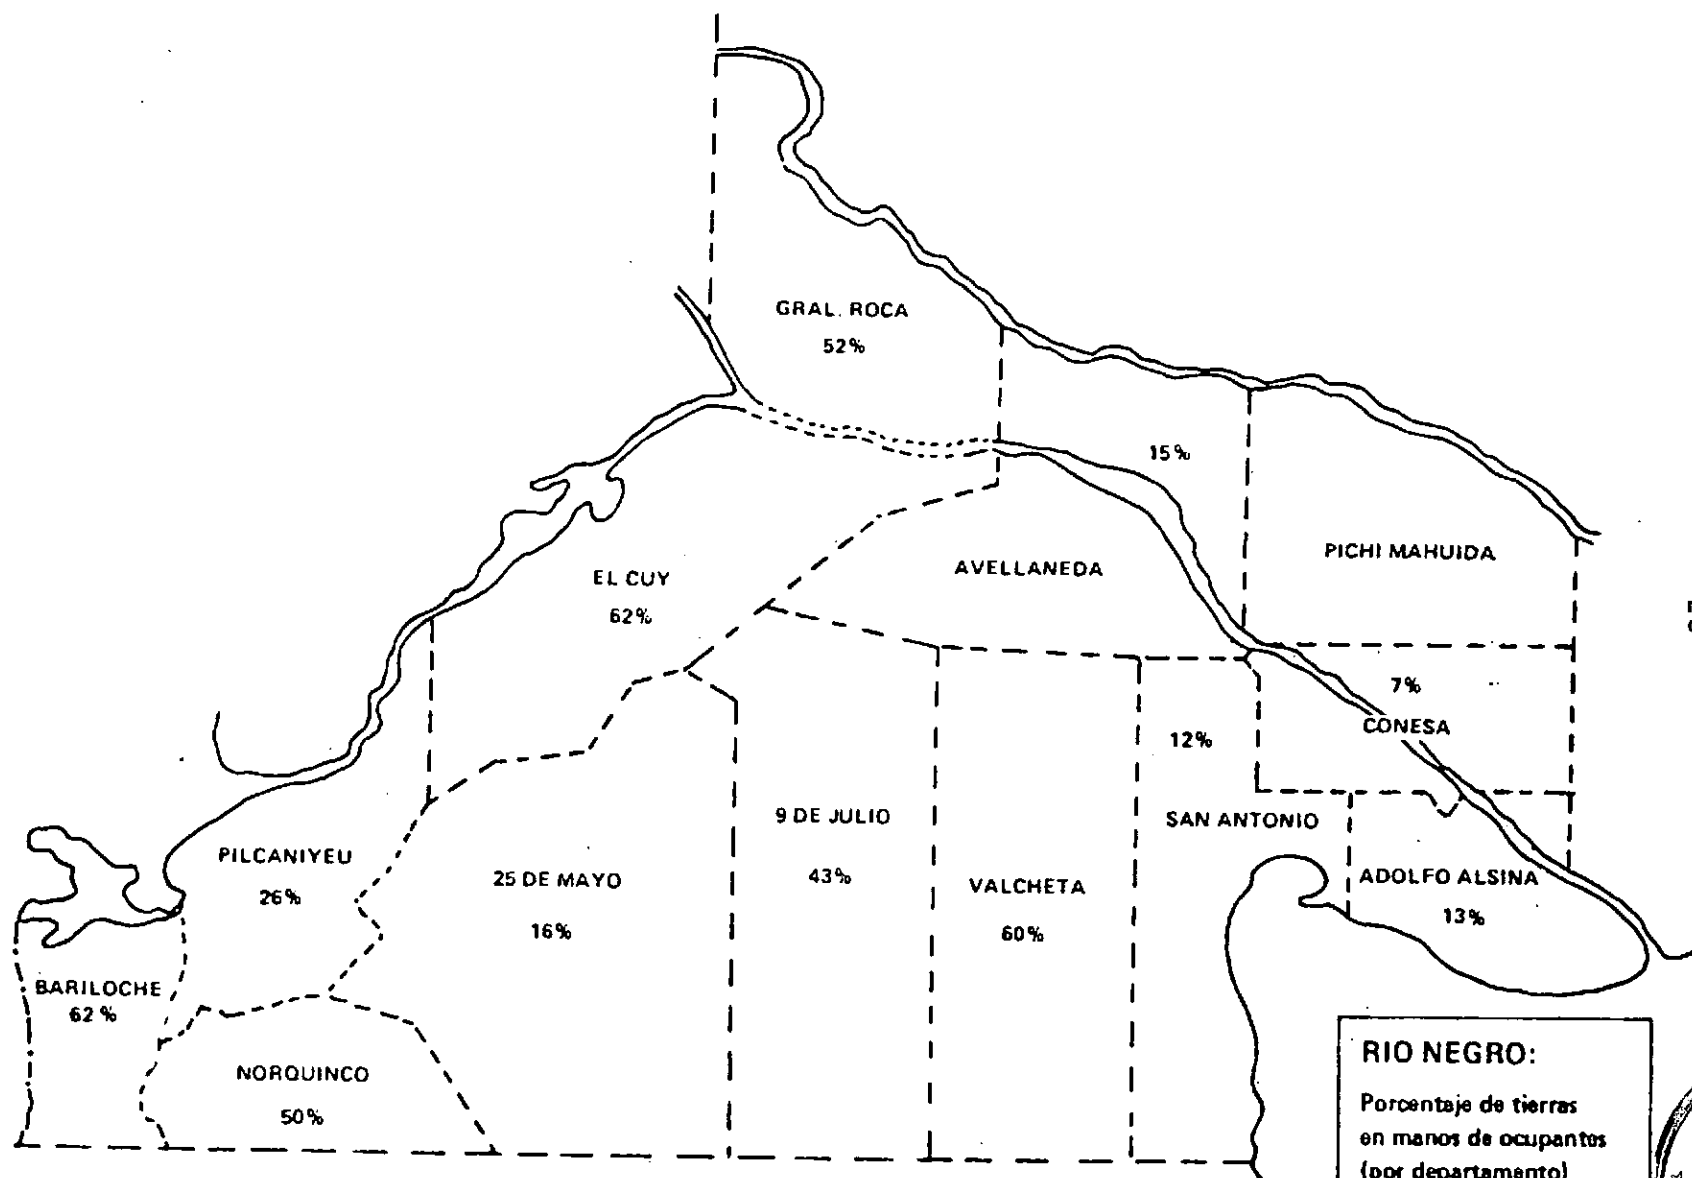 GRAL. ROCA
52%
15%
PICHI MAHUIDA
AVELLANEDA
EL CUY
62%
7%
CONESA
12%
9 DE JULIO
43%
SAN ANTONIO
PILCANIYEU
26%
25 DE MAYO
16%
VALCHETA
60%
ADOLFO ALSINA
13%
BARILOCHE
62%
NORQUINCO
50%
RIO NEGRO:
Porcentaje de tierras
en manos de ocupantes
(por departamento)